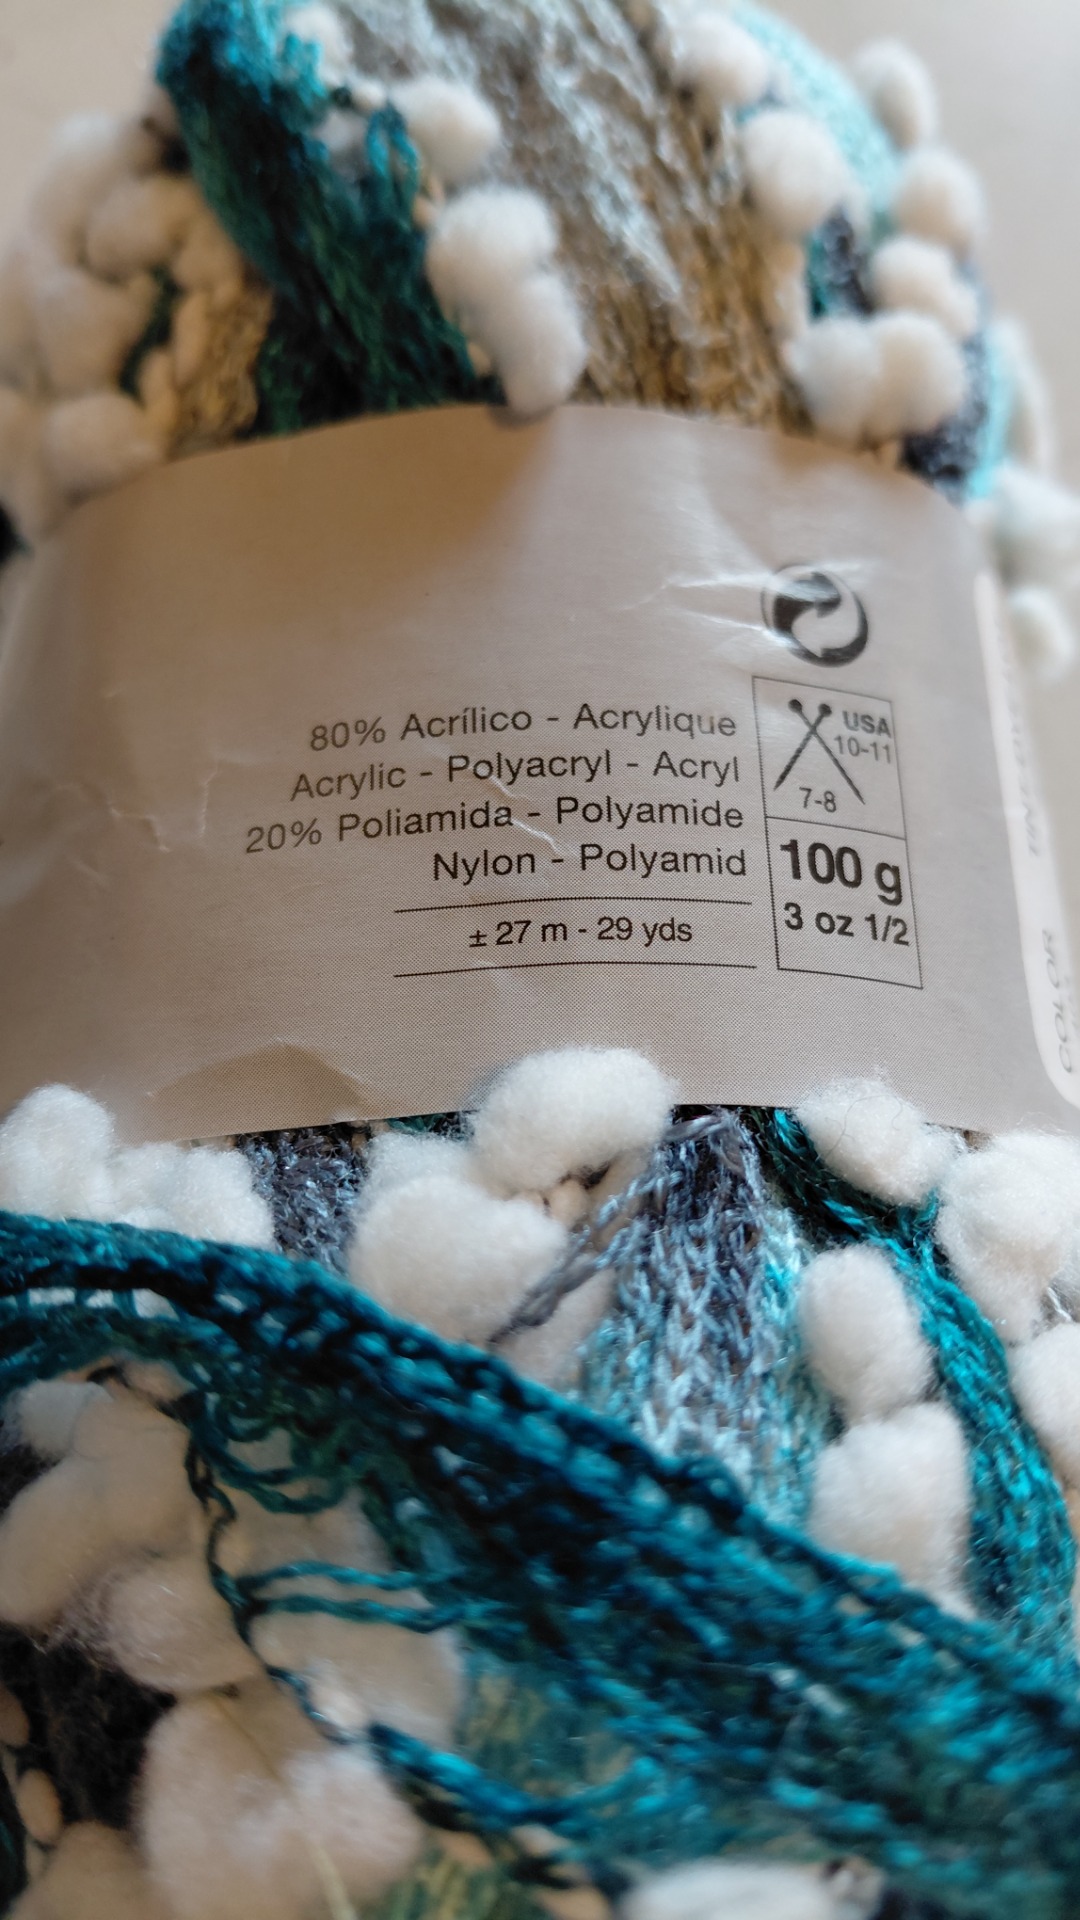 80% Acrílico - Acrylique
Acrylic - Polyacryl - Acryl
20% Poliamida - Polyamide
Nylon - Polyamid
± 27 m - 29 yds
USA
10-11
7-8
100 g
3 oz 1/2
COLOR